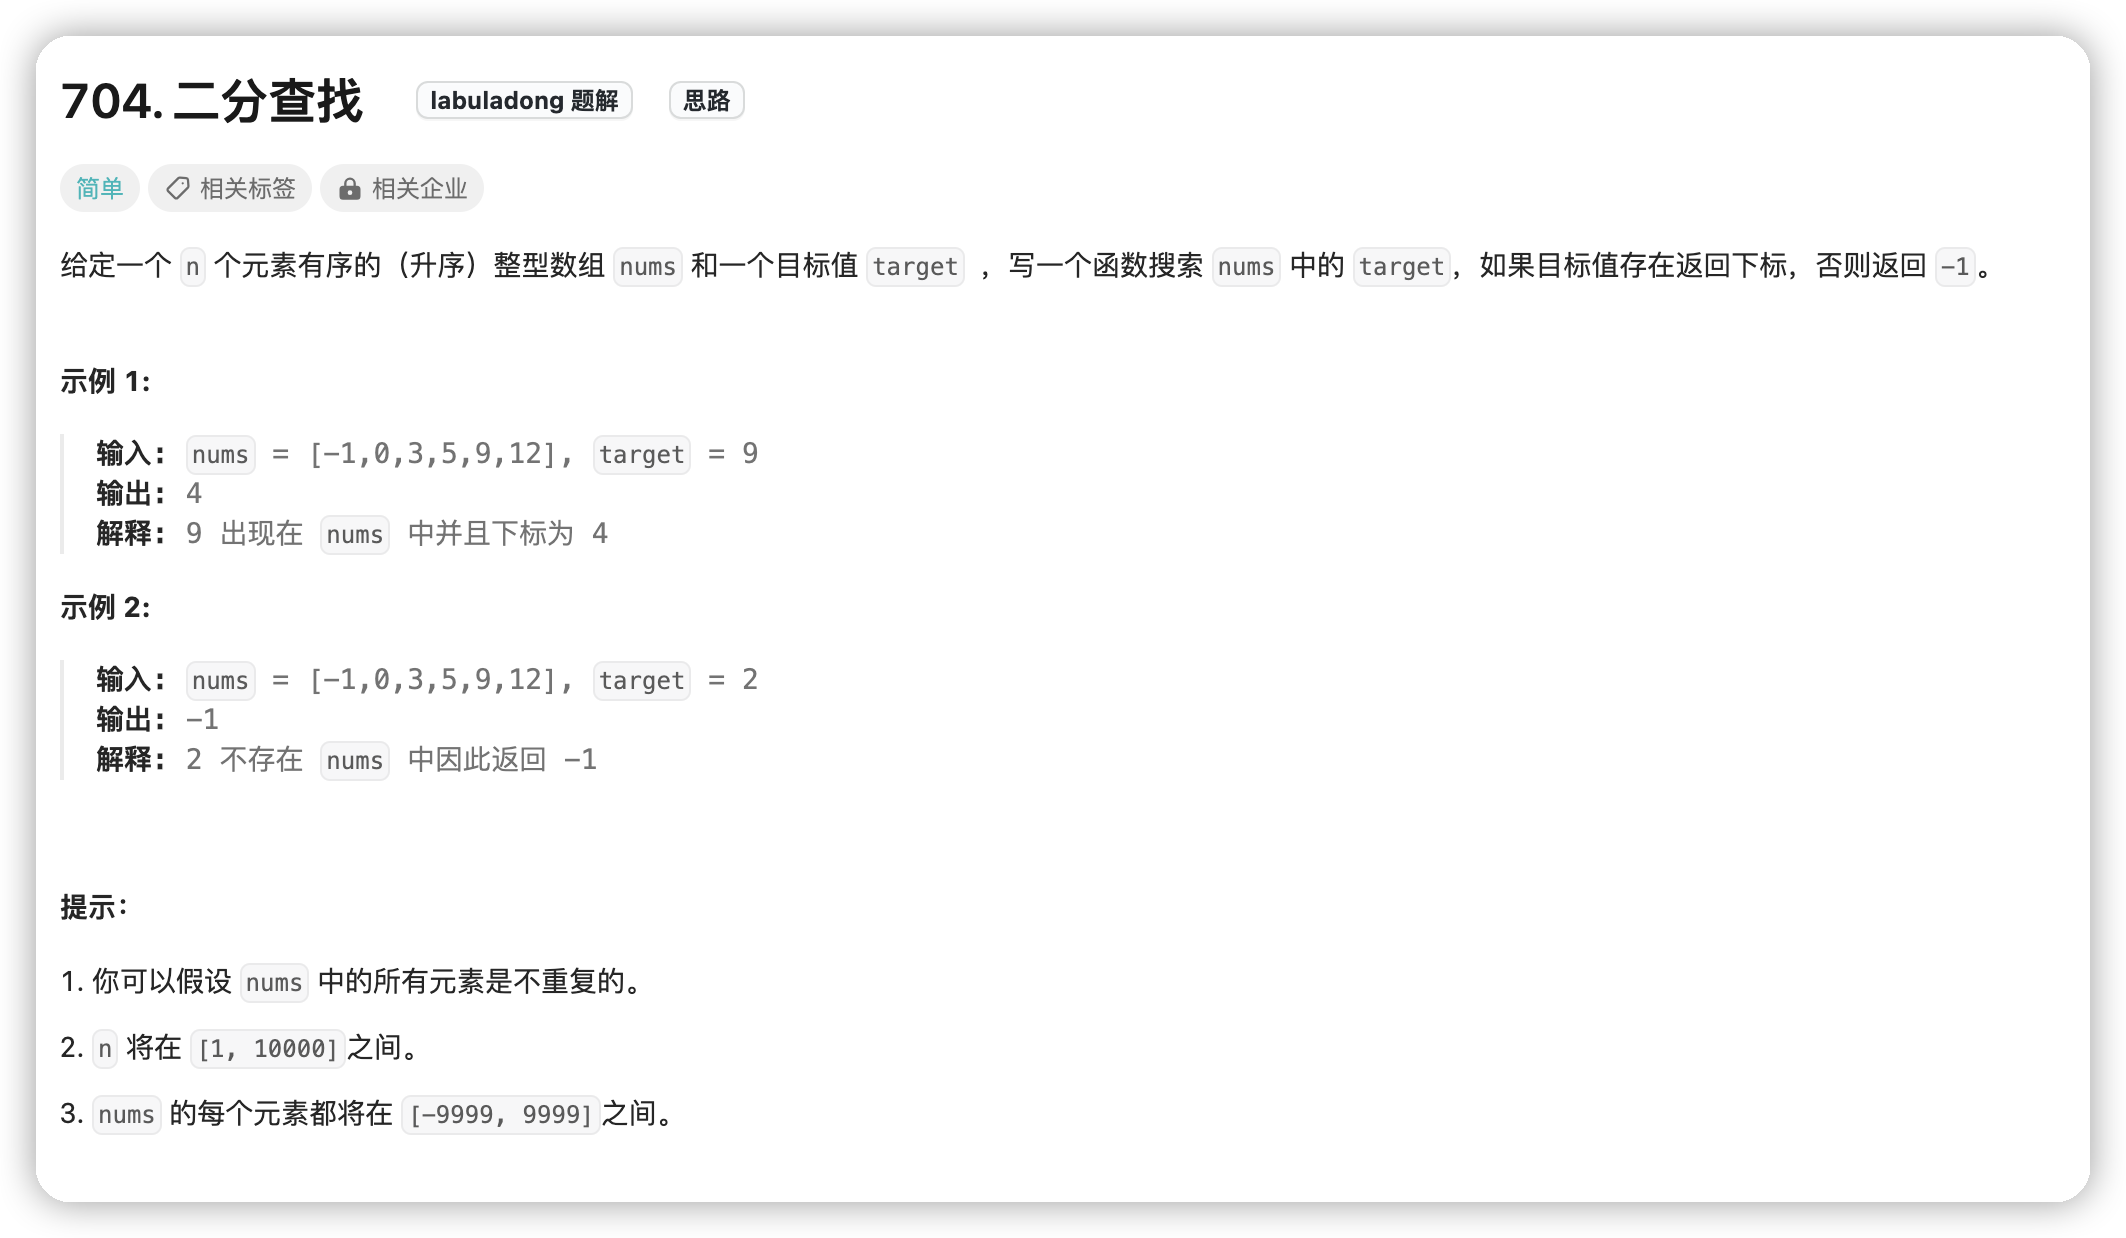 704. 二分查找 labuladong 题解 思路
简单 相关标签 相关企业
给定一个 n 个元素有序的（升序）整型数组 nums 和一个目标值 target ，写一个函数搜索 nums 中的 target，如果目标值存在返回下标，否则返回 -1。
示例 1:
输入: nums = [-1,0,3,5,9,12], target = 9
输出: 4
解释: 9 出现在 nums 中并且下标为 4
示例 2:
输入: nums = [-1,0,3,5,9,12], target = 2
输出: -1
解释: 2 不存在 nums 中因此返回 -1
提示：
1. 你可以假设 nums 中的所有元素是不重复的。
2. n 将在 [1, 10000]之间。
3. nums 的每个元素都将在 [-9999, 9999]之间。